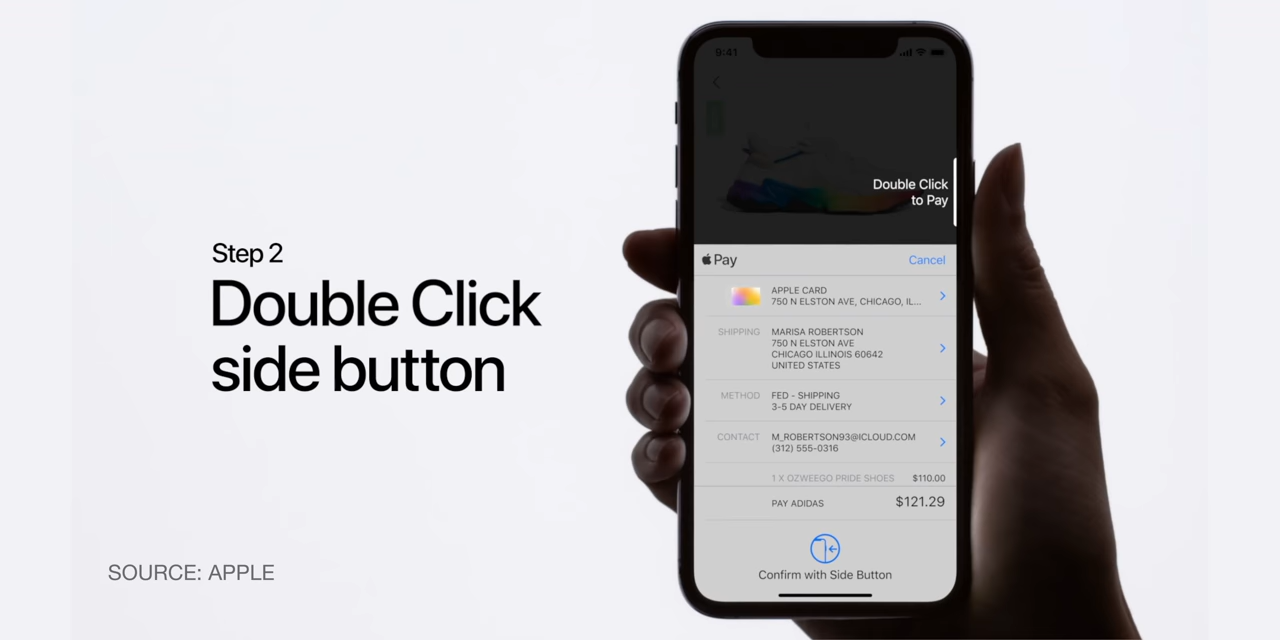 Step 2
Double Click
side button
SOURCE: APPLE
9:41
Double Click
to Pay
Pay
Cancel
APPLE CARD
750 N ELSTON AVE, CHICAGO, IL...
SHIPPING
MARISA ROBERTSON
750 N ELSTON AVE
CHICAGO ILLINOIS 60642
UNITED STATES
METHOD
FED - SHIPPING
3-5 DAY DELIVERY
CONTACT
M_ROBERTSON93@ICLOUD.COM
(312) 555-0316
1 X OZWEEGO PRIDE SHOES $110.00
PAY ADIDAS $121.29
Confirm with Side Button